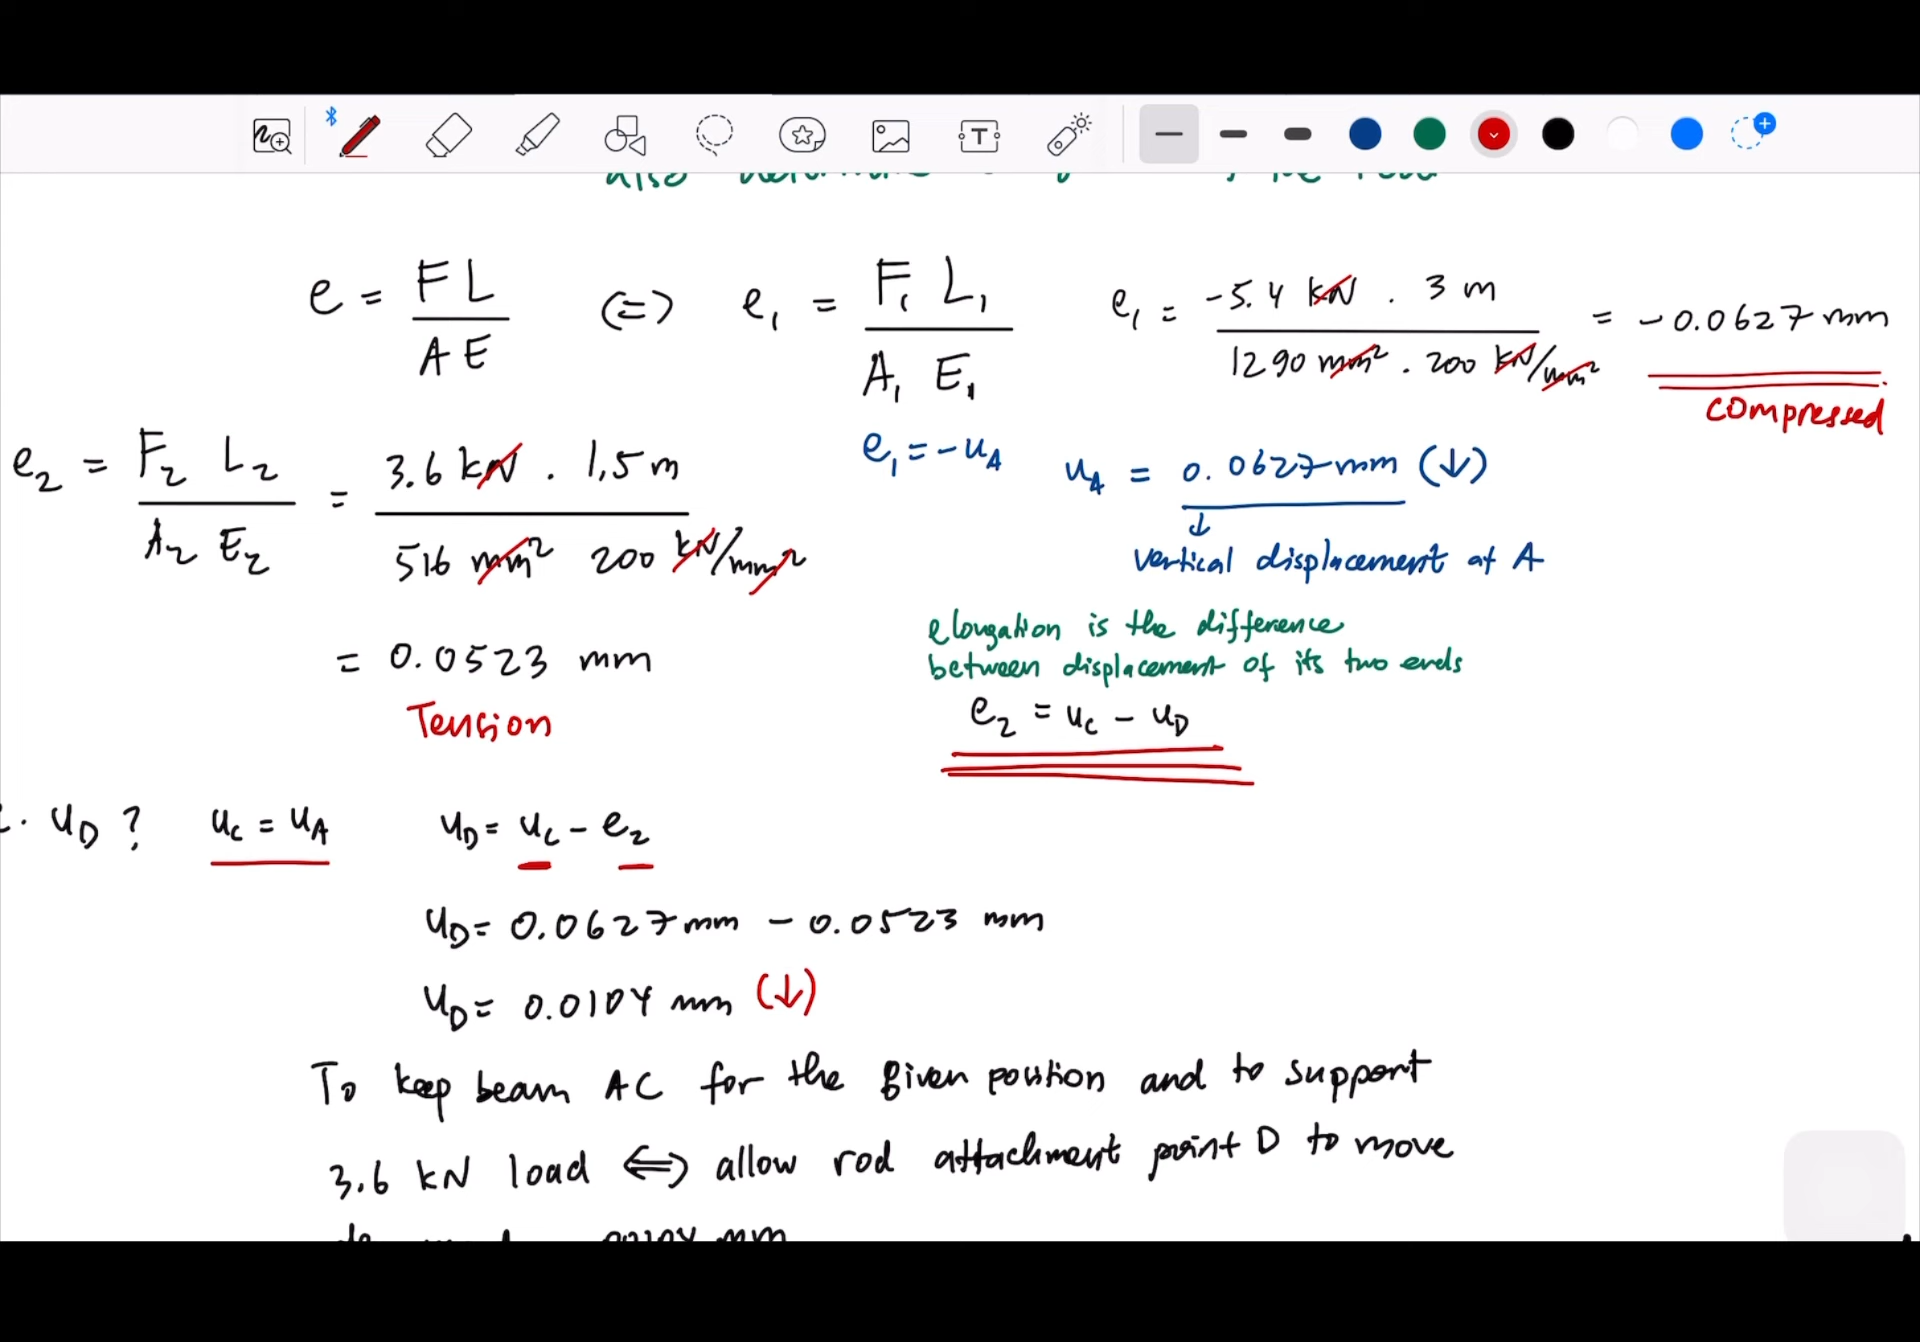 also
e = FL / AE (=) e₁ = F₁ L₁ / A₁ E₁ e₁ = -5.4 kN . 3 m / 1290 mm² . 200 kN/mm² = -0.0627 mm
compressed
e₂ = F₂ L₂ / A₂ E₂ = 3.6 kN . 1,5 m / 516 mm² 200 kN/mm²
e₁ = -u_A u_A = 0.0627 mm (↓)
↓
vertical displacement at A
= 0.0523 mm
Tension
elongation is the difference
between displacement of its two ends
e₂ = u_C - u_D
u_D ? u_C = u_A u_D = u_C - e₂
u_D = 0.0627 mm - 0.0523 mm
u_D = 0.0104 mm (↓)
To keep beam AC for the given position and to support
3.6 kN load ⇔ allow rod attachment point D to move
mm
T